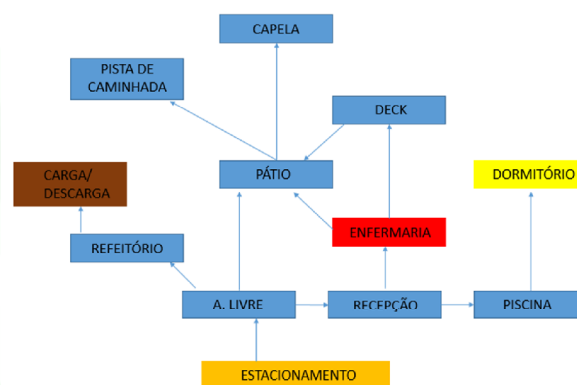 CAPELA
PISTA DE
CAMINHADA
DECK
CARGA/
DESCARGA
PÁTIO
DORMITÓRIO
ENFERMARIA
REFEITÓRIO
A. LIVRE
RECEPÇÃO
PISCINA
ESTACIONAMENTO